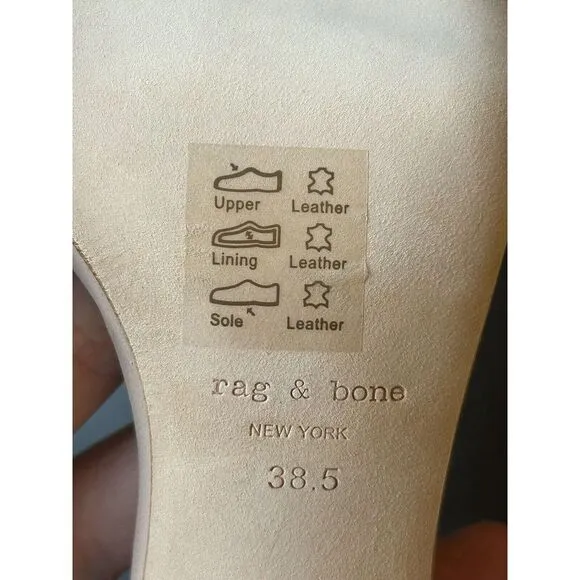 Upper Leather
Lining Leather
Sole Leather
rag & bone
NEW YORK
38.5